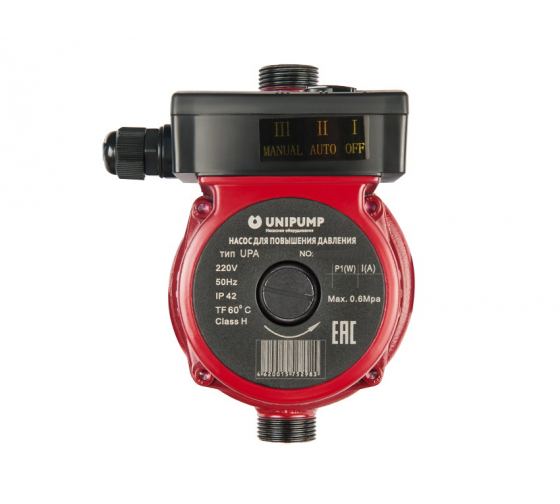 III II I
MANUAL AUTO OFF
UNIPUMP
Насосное оборудование
НАСОС ДЛЯ ПОВЫШЕНИЯ ДАВЛЕНИЯ
ТИП UPA NO:
220V
P1(W) I(A)
50Hz
IP 42
Max. 0.6Mpa
TF 60°C
Class H
EAC
4620015752983